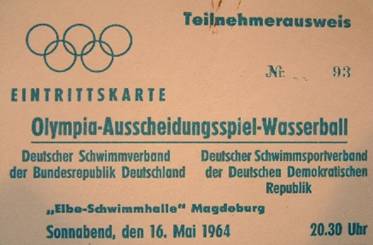 Teilnehmerausweis
Nr. 93
EINTRITTSKARTE
Olympia-Ausscheidungsspiel-Wasserball
Deutscher Schwimmverband
der Bundesrepublik Deutschland
Deutscher Schwimmsportverband
der Deutschen Demokratischen
Republik
„Elbe-Schwimmhalle" Magdeburg
Sonnabend, den 16. Mai 1964 20.30 Uhr